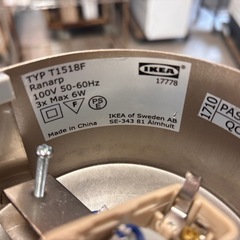 TYP T1518F
Ranarp
100V 50-60Hz
3x Max 6W
F
PS
E
Made in China
IKEA
17778
IKEA of Sweden AB
SE-343 81 Älmhult
1710
PAS
QC